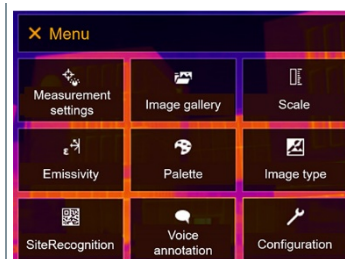 ✕ Menu
Measurement
settings
Image gallery
Scale
ε
Emissivity
Palette
Image type
SiteRecognition
Voice
annotation
Configuration